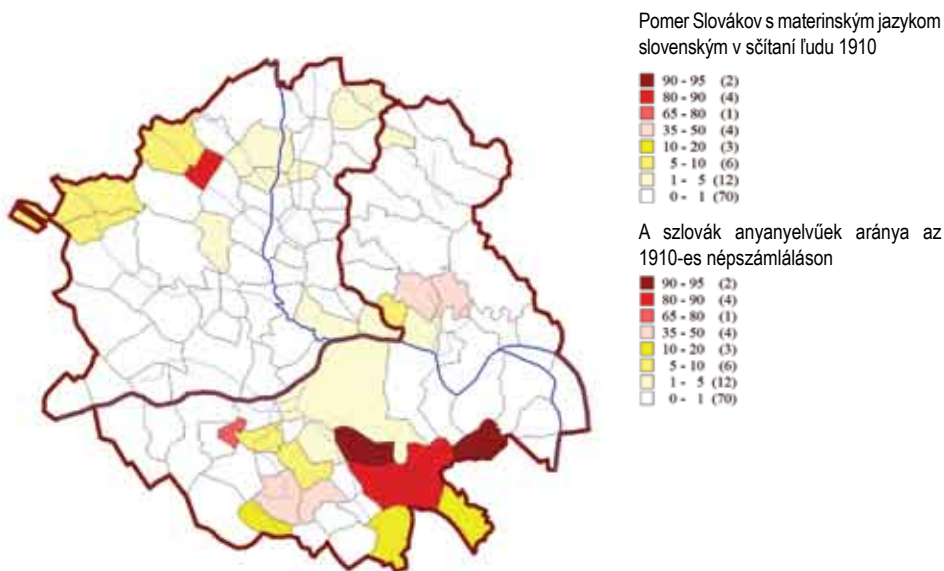 Pomer Slovákov s materinským jazykom
slovenským v sčítaní ľudu 1910
90 - 95 (2)
80 - 90 (4)
65 - 80 (1)
35 - 50 (4)
10 - 20 (3)
5 - 10 (6)
1 - 5 (12)
0 - 1 (70)
A szlovák anyanyelvűek aránya az
1910-es népszámláláson
90 - 95 (2)
80 - 90 (4)
65 - 80 (1)
35 - 50 (4)
10 - 20 (3)
5 - 10 (6)
1 - 5 (12)
0 - 1 (70)